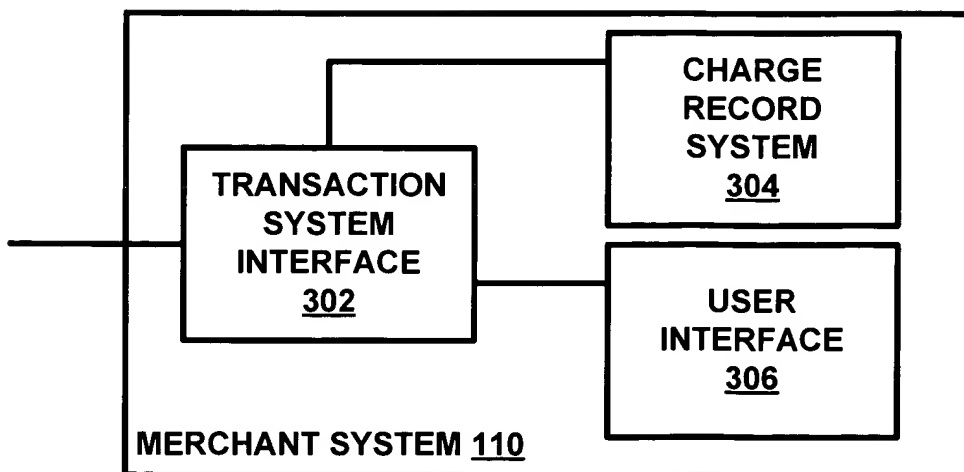 CHARGE
RECORD
SYSTEM
304
TRANSACTION
SYSTEM
INTERFACE
302
USER
INTERFACE
306
MERCHANT SYSTEM 110